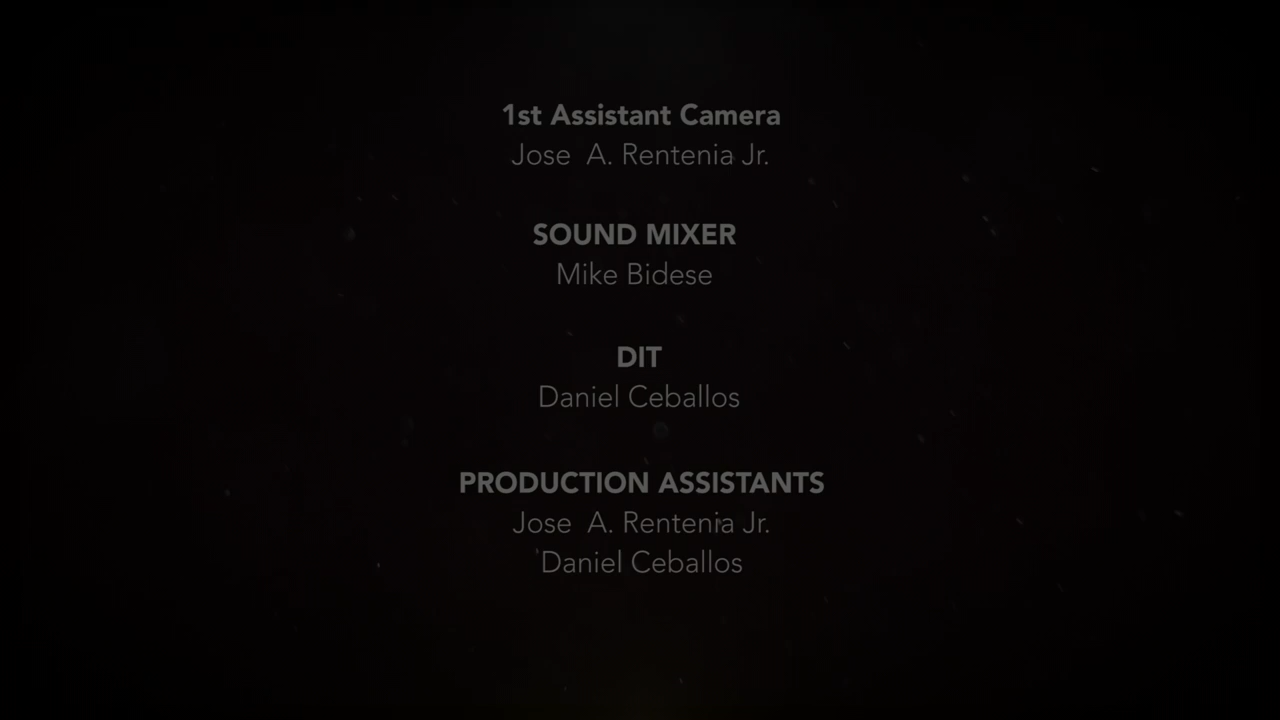 1st Assistant Camera
Jose  A. Rentenia Jr.
SOUND MIXER
Mike Bidese
DIT
Daniel Ceballos
PRODUCTION ASSISTANTS
Jose  A. Rentenia Jr.
Daniel Ceballos